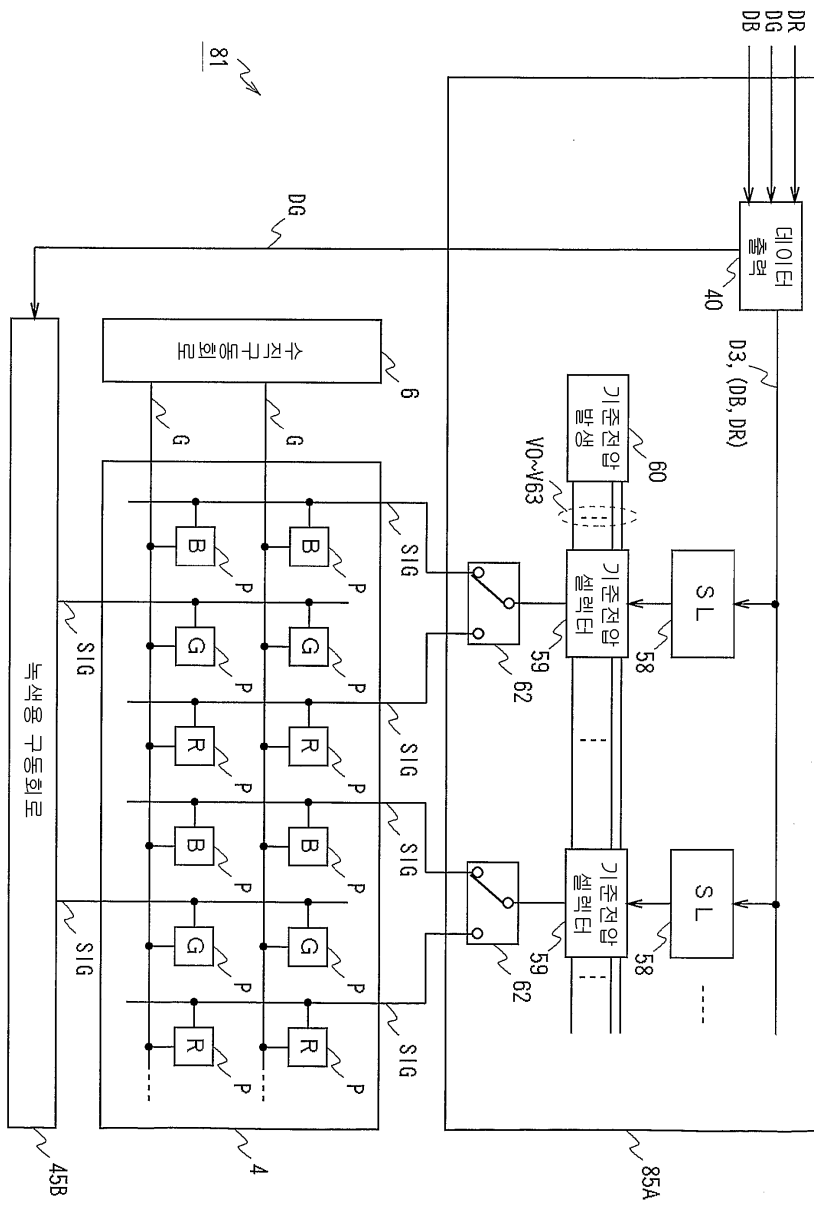 DR
DG
DB
데이터
출력
40
D3, (DB, DR)
DG
81
기준전압
발생
60
V0~V63
SL
58
기준전압
셀렉터
59
SL
58
기준전압
셀렉터
59
62
62
85A
수직구동회로
6
G
G
SIG
SIG
SIG
SIG
B
P
G
P
R
P
B
P
G
P
R
P
B
P
G
P
R
P
B
P
G
P
R
P
4
SIG
SIG
녹색용 구동회로
45B